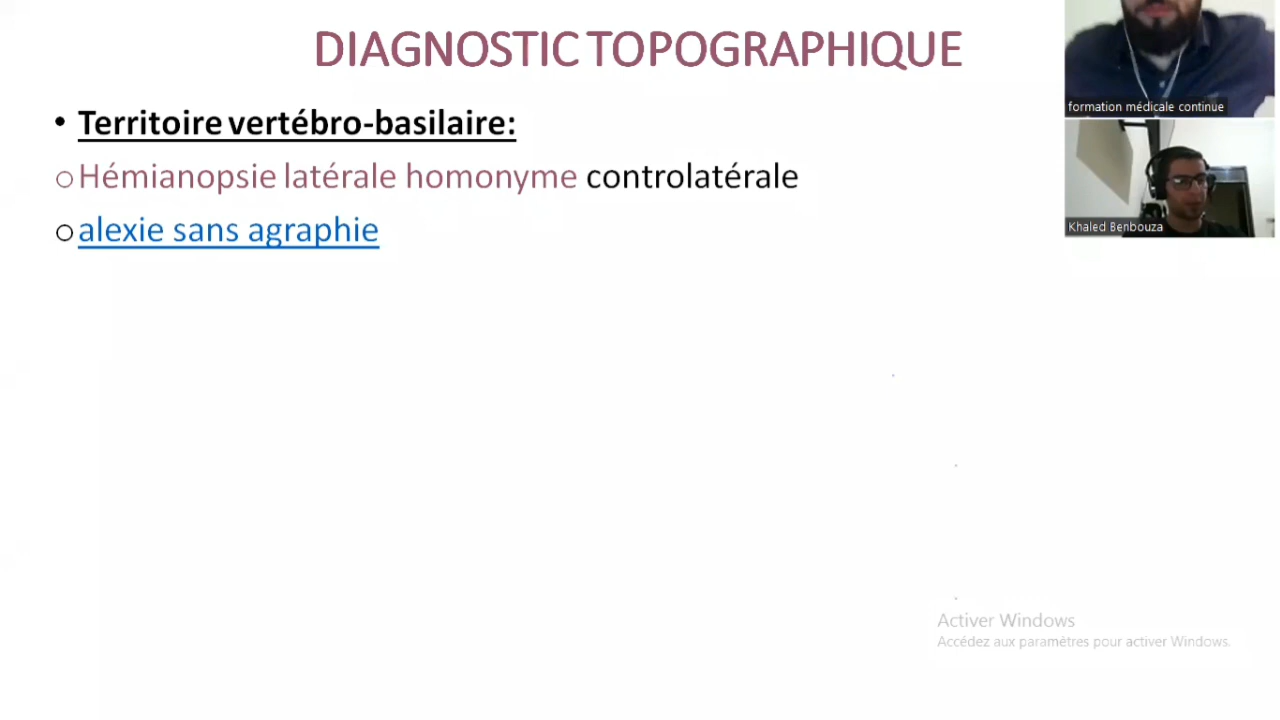 DIAGNOSTIC TOPOGRAPHIQUE
• Territoire vertébro-basilaire:
o Hémianopsie latérale homonyme controlatérale
o alexie sans agraphie
formation médicale continue
Khaled Benbouza
Activer Windows
Accédez aux paramètres pour activer Windows.